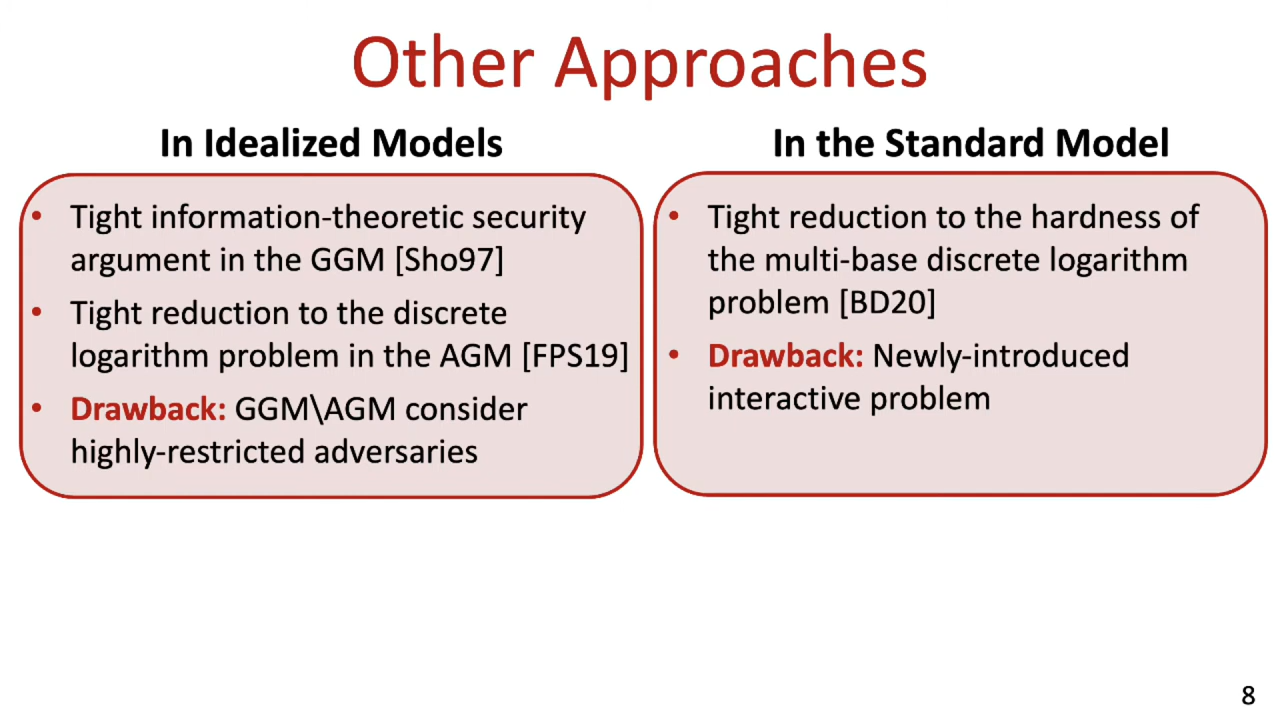 Other Approaches
In Idealized Models
• Tight information-theoretic security
argument in the GGM [Sho97]
• Tight reduction to the discrete
logarithm problem in the AGM [FPS19]
• Drawback: GGM\AGM consider
highly-restricted adversaries
In the Standard Model
• Tight reduction to the hardness of
the multi-base discrete logarithm
problem [BD20]
• Drawback: Newly-introduced
interactive problem
8